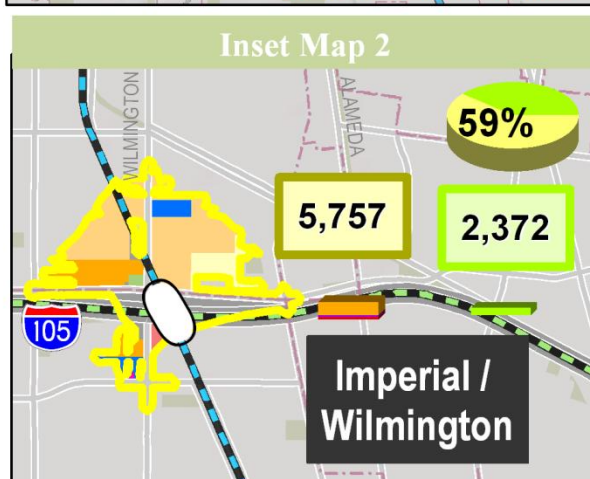 Inset Map 2
WILMINGTON
ALAMEDA
59%
5,757
2,372
105
Imperial /
Wilmington